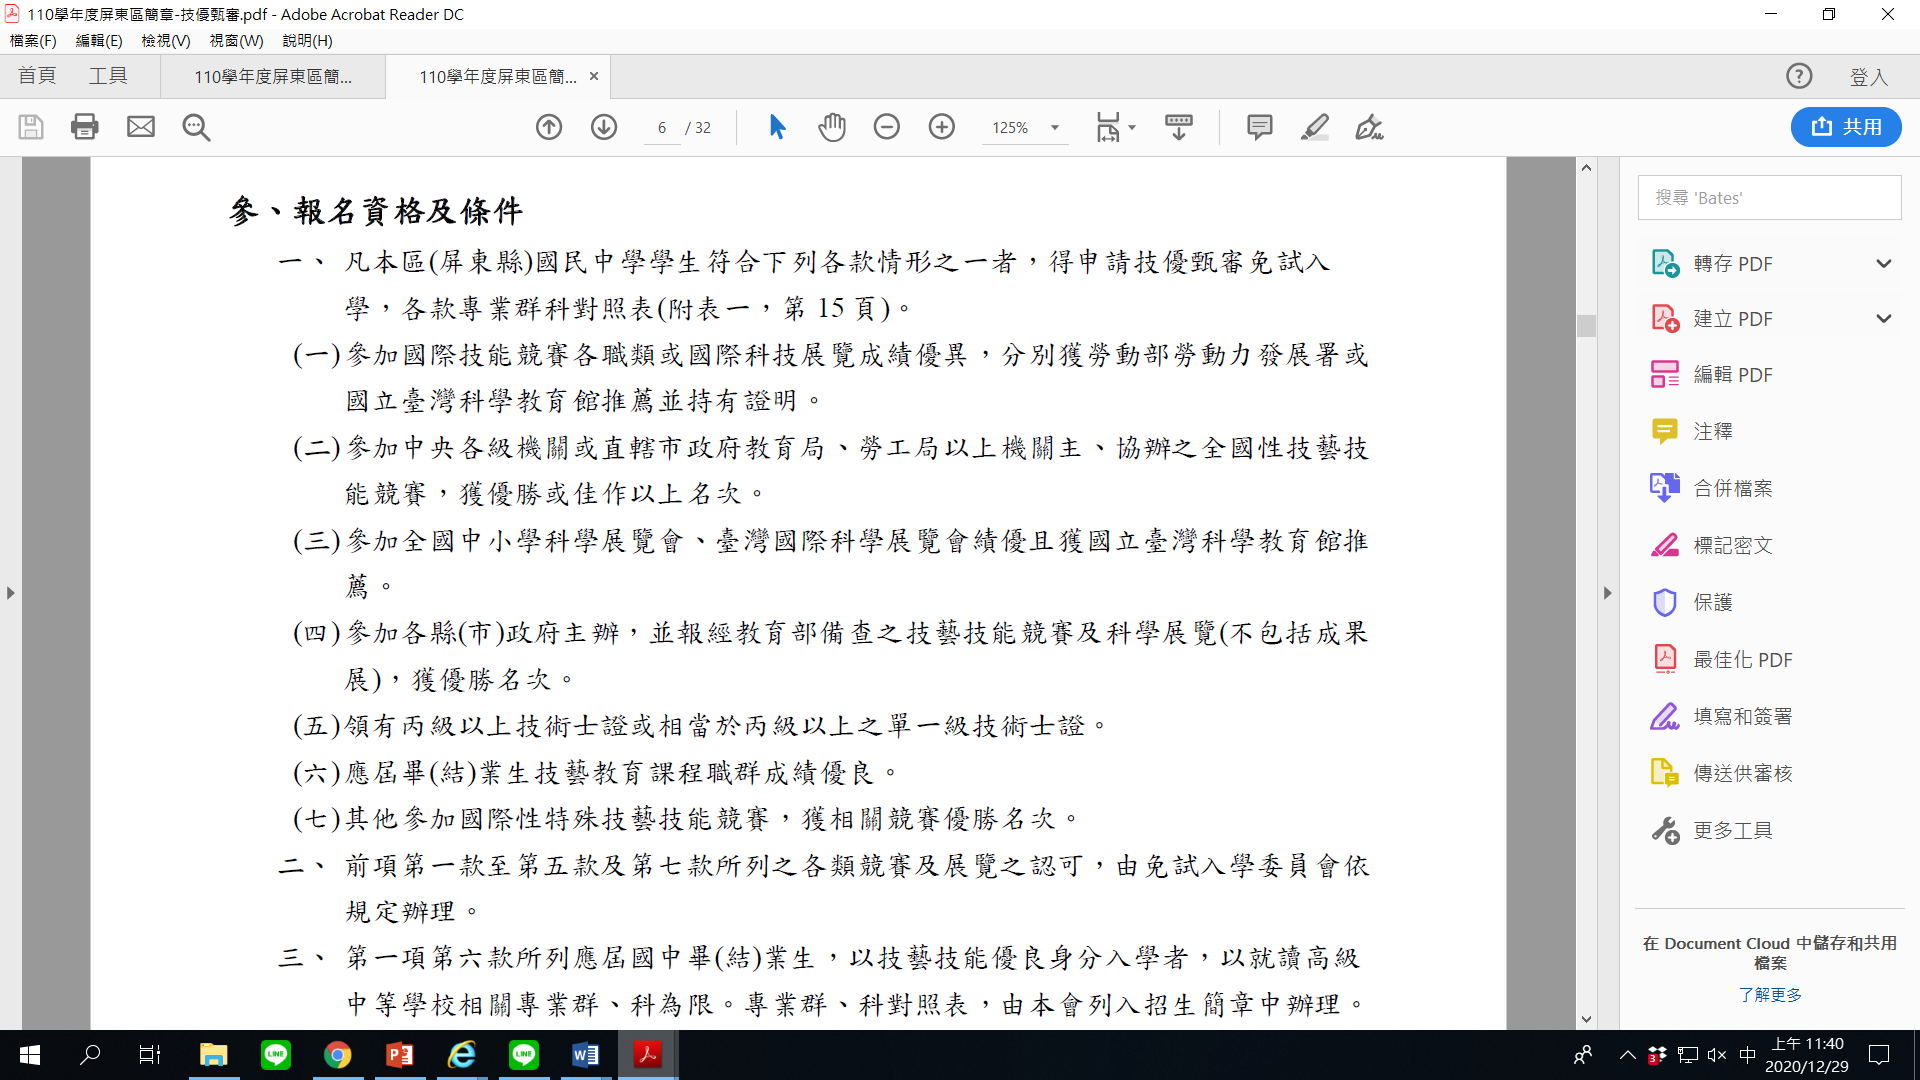 110學年度屏東區簡章-技優甄審.pdf - Adobe Acrobat Reader DC
檔案(F) 編輯(E) 檢視(V) 視窗(W) 說明(H)
首頁 工具 110學年度屏東區簡... 110學年度屏東區簡... × 登入
6 / 32 125% 共用
參、報名資格及條件
一、 凡本區(屏東縣)國民中學學生符合下列各款情形之一者，得申請技優甄審免試入
學，各款專業群科對照表(附表一，第 15 頁)。
(一)參加國際技能競賽各職類或國際科技展覽成績優異，分別獲勞動部勞動力發展署或
國立臺灣科學教育館推薦並持有證明。
(二)參加中央各級機關或直轄市政府教育局、勞工局以上機關主、協辦之全國性技藝技
能競賽，獲優勝或佳作以上名次。
(三)參加全國中小學科學展覽會、臺灣國際科學展覽會績優且獲國立臺灣科學教育館推
薦。
(四)參加各縣(市)政府主辦，並報經教育部備查之技藝技能競賽及科學展覽(不包括成果
展)，獲優勝名次。
(五)領有丙級以上技術士證或相當於丙級以上之單一級技術士證。
(六)應屆畢(結)業生技藝教育課程職群成績優良。
(七)其他參加國際性特殊技藝技能競賽，獲相關競賽優勝名次。
二、 前項第一款至第五款及第七款所列之各類競賽及展覽之認可，由免試入學委員會依
規定辦理。
三、 第一項第六款所列應屆國中畢(結)業生，以技藝技能優良身分入學者，以就讀高級
中等學校相關專業群、科為限。專業群、科對照表，由本會列入招生簡章中辦理。
搜尋 'Bates'
轉存 PDF
建立 PDF
編輯 PDF
注釋
合併檔案
標記密文
保護
最佳化 PDF
填寫和簽署
傳送供審核
更多工具
在 Document Cloud 中儲存和共用
檔案
了解更多
中 上午 11:40
2020/12/29